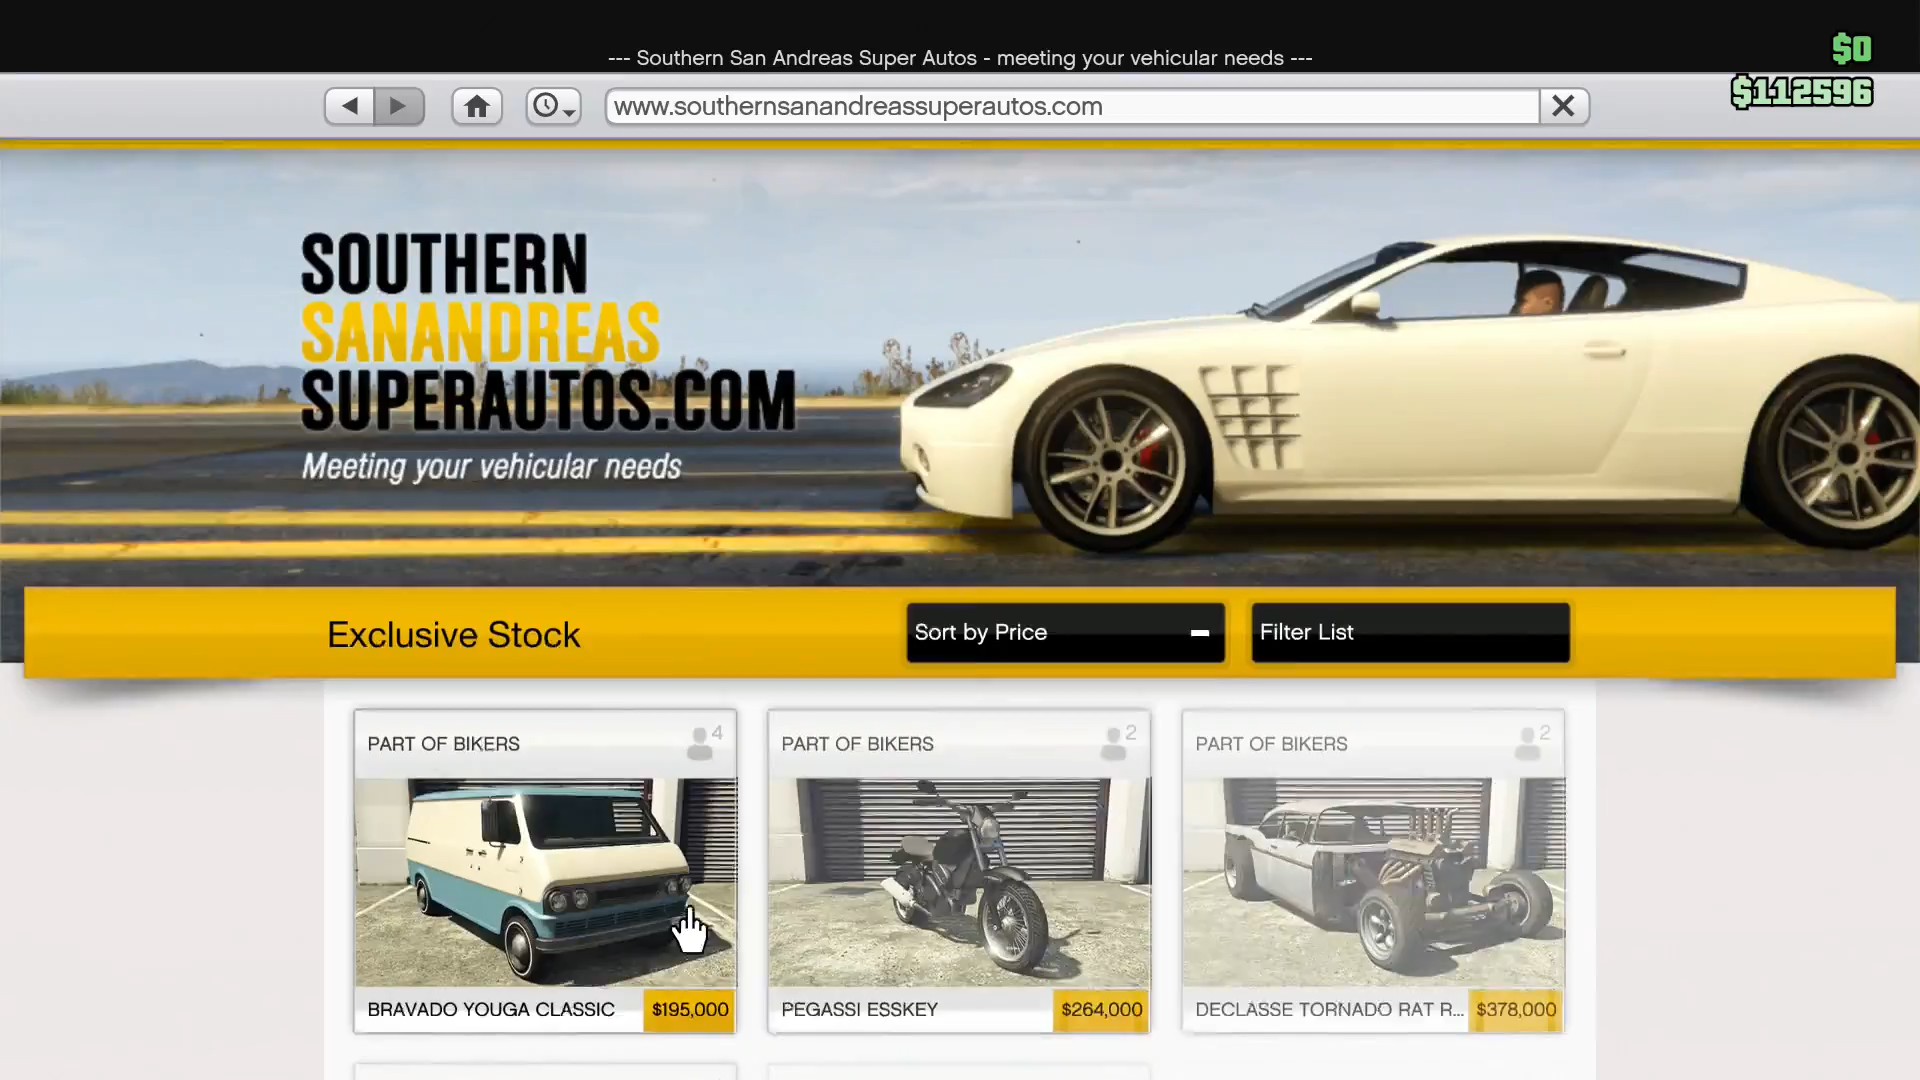 --- Southern San Andreas Super Autos - meeting your vehicular needs ---
$0
$112596
www.southernsanandreassuperautos.com
SOUTHERN
SANANDREAS
SUPERAUTOS.COM
Meeting your vehicular needs
Exclusive Stock
Sort by Price
Filter List
PART OF BIKERS 4
PART OF BIKERS 2
PART OF BIKERS 2
BRAVADO YOUGA CLASSIC $195,000
PEGASSI ESSKEY $264,000
DECLASSE TORNADO RAT R... $378,000